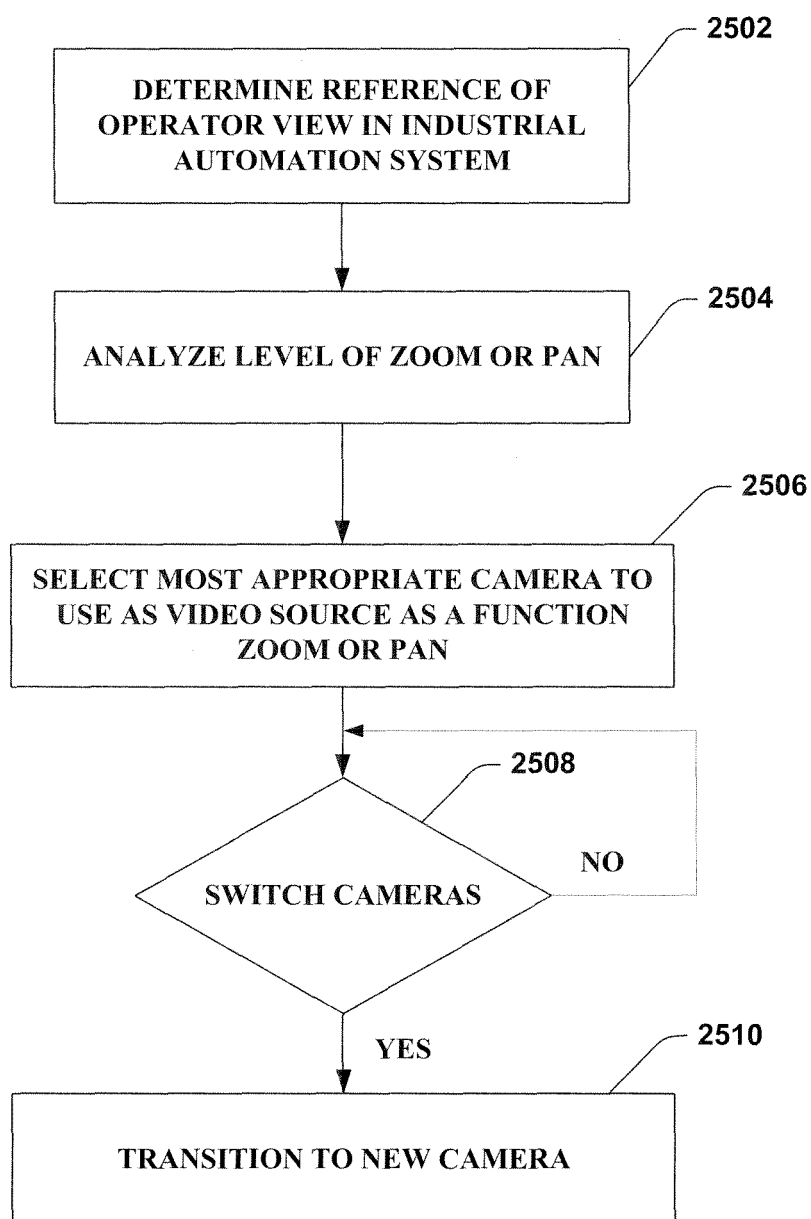 2502
DETERMINE REFERENCE OF
OPERATOR VIEW IN INDUSTRIAL
AUTOMATION SYSTEM
2504
ANALYZE LEVEL OF ZOOM OR PAN
2506
SELECT MOST APPROPRIATE CAMERA TO
USE AS VIDEO SOURCE AS A FUNCTION
ZOOM OR PAN
2508
SWITCH CAMERAS
NO
YES
2510
TRANSITION TO NEW CAMERA